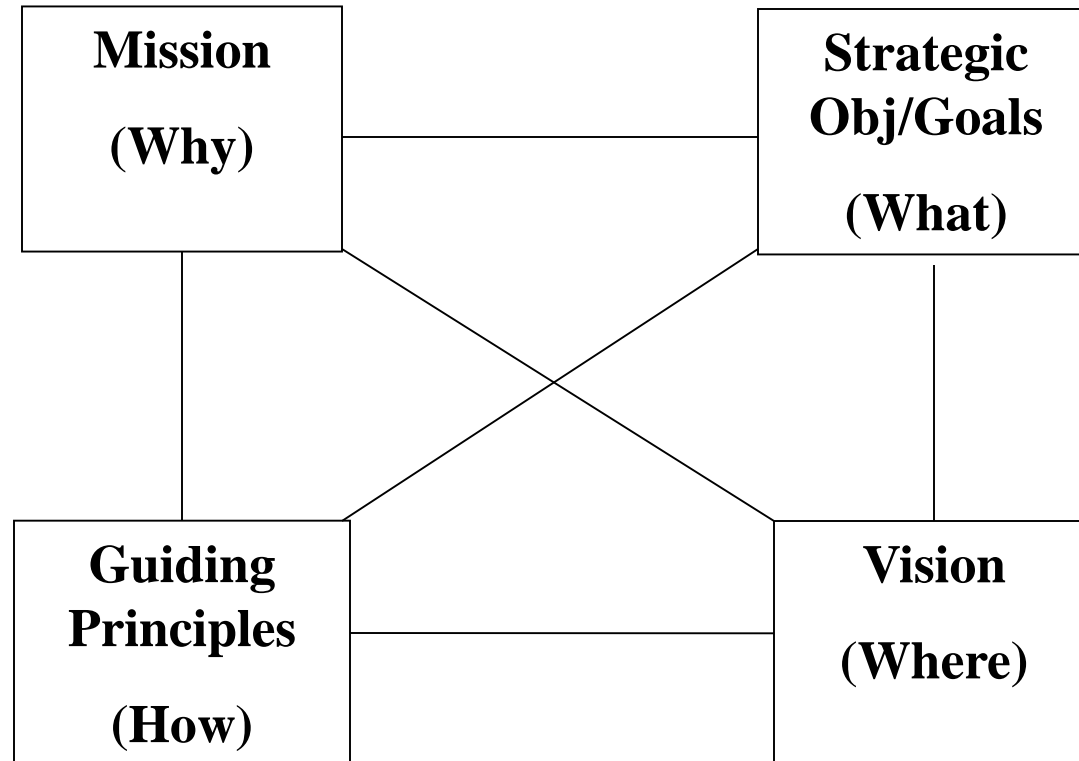 Mission
(Why)
Strategic
Obj/Goals
(What)
Guiding
Principles
(How)
Vision
(Where)